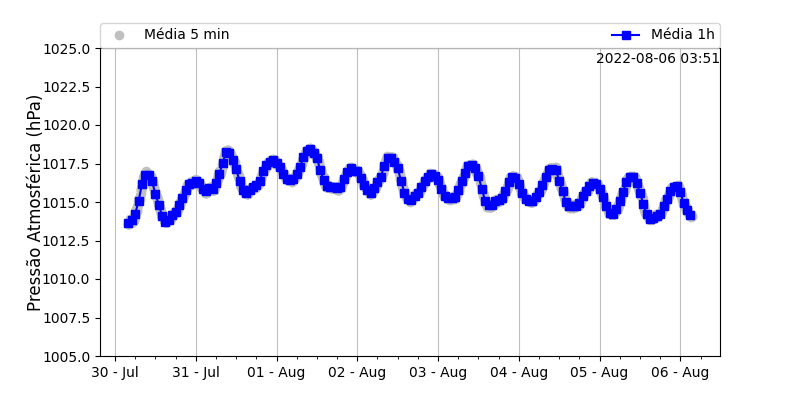 Média 5 min
Média 1h
2022-08-06 03:51
Pressão Atmosférica (hPa)
1025.0
1022.5
1020.0
1017.5
1015.0
1012.5
1010.0
1007.5
1005.0
30 - Jul
31 - Jul
01 - Aug
02 - Aug
03 - Aug
04 - Aug
05 - Aug
06 - Aug